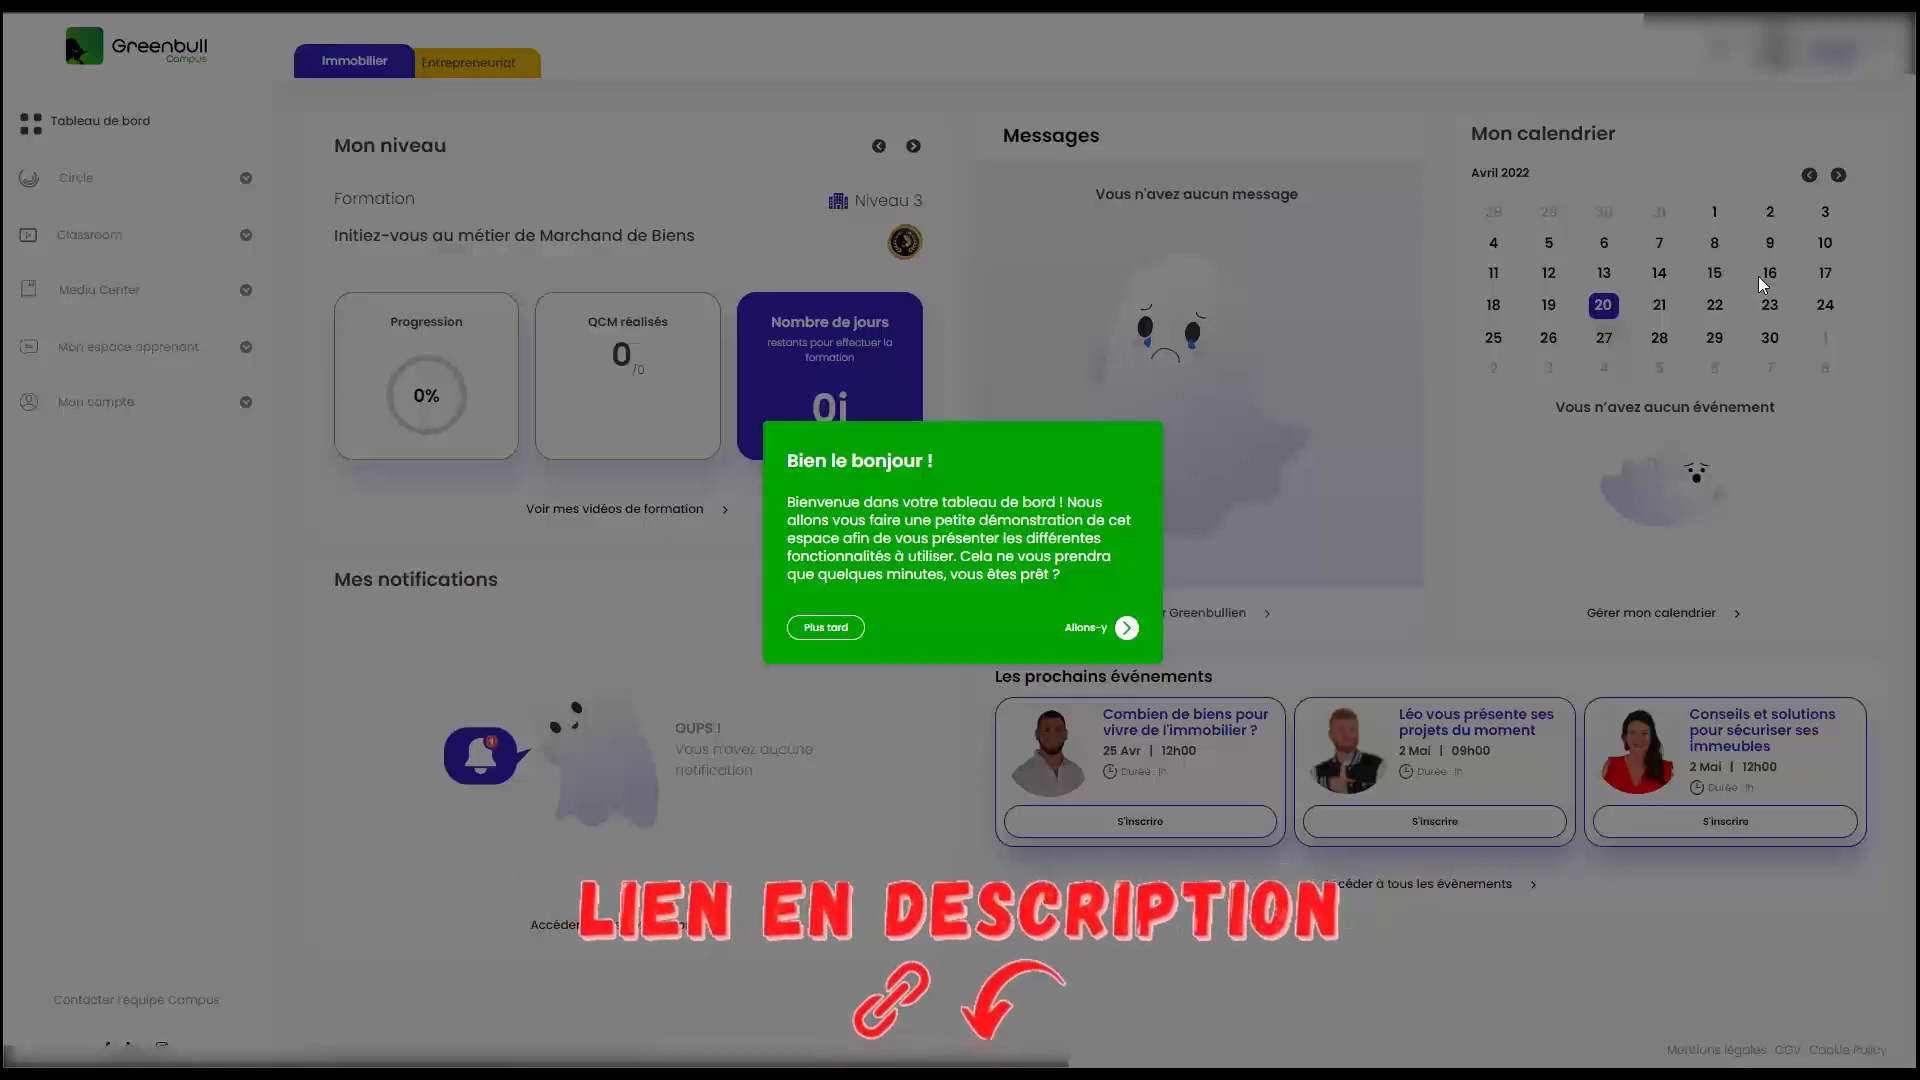 Greenbull
Campus
Immobilier
Entrepreneuriat
Tableau de bord
Circle
Classroom
Media Center
Mon espace apprenant
Mon compte
Contacter l'équipe Campus
Mon niveau
Formation
Niveau 3
Initiez-vous au métier de Marchand de Biens
Progression
0%
QCM réalisés
0
/0
Nombre de jours
restants pour effectuer la
formation
0j
Voir mes vidéos de formation
Mes notifications
1
OUPS !
Vous n'avez aucune
notification
Accéder
Messages
Vous n'avez aucun message
Greenbullien
Mon calendrier
Avril 2022
28 29 30 31 1 2 3
4 5 6 7 8 9 10
11 12 13 14 15 16 17
18 19 20 21 22 23 24
25 26 27 28 29 30 1
2 3 4 5 6 7 8
Vous n'avez aucun événement
Gérer mon calendrier
Bien le bonjour !
Bienvenue dans votre tableau de bord ! Nous
allons vous faire une petite démonstration de cet
espace afin de vous présenter les différentes
fonctionnalités à utiliser. Cela ne vous prendra
que quelques minutes, vous êtes prêt ?
Plus tard
Allons-y
Les prochains événements
Combien de biens pour
vivre de l'immobilier ?
25 Avr | 12h00
Durée : 1h
S'inscrire
Léo vous présente ses
projets du moment
2 Mai | 09h00
Durée : 1h
S'inscrire
Conseils et solutions
pour sécuriser ses
immeubles
2 Mai | 12h00
Durée : 1h
S'inscrire
céder à tous les évènements
LIEN EN DESCRIPTION
Mentions légales CGV Cookie Policy